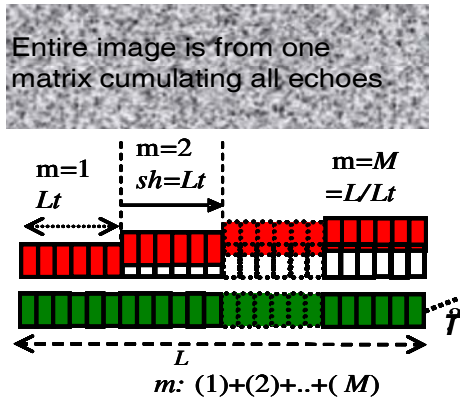 Entire image is from one
matrix cumulating all echoes
m=1
Lt
m=2
sh=Lt
m=M
=L/Lt
L
m: (1)+(2)+..+( M)